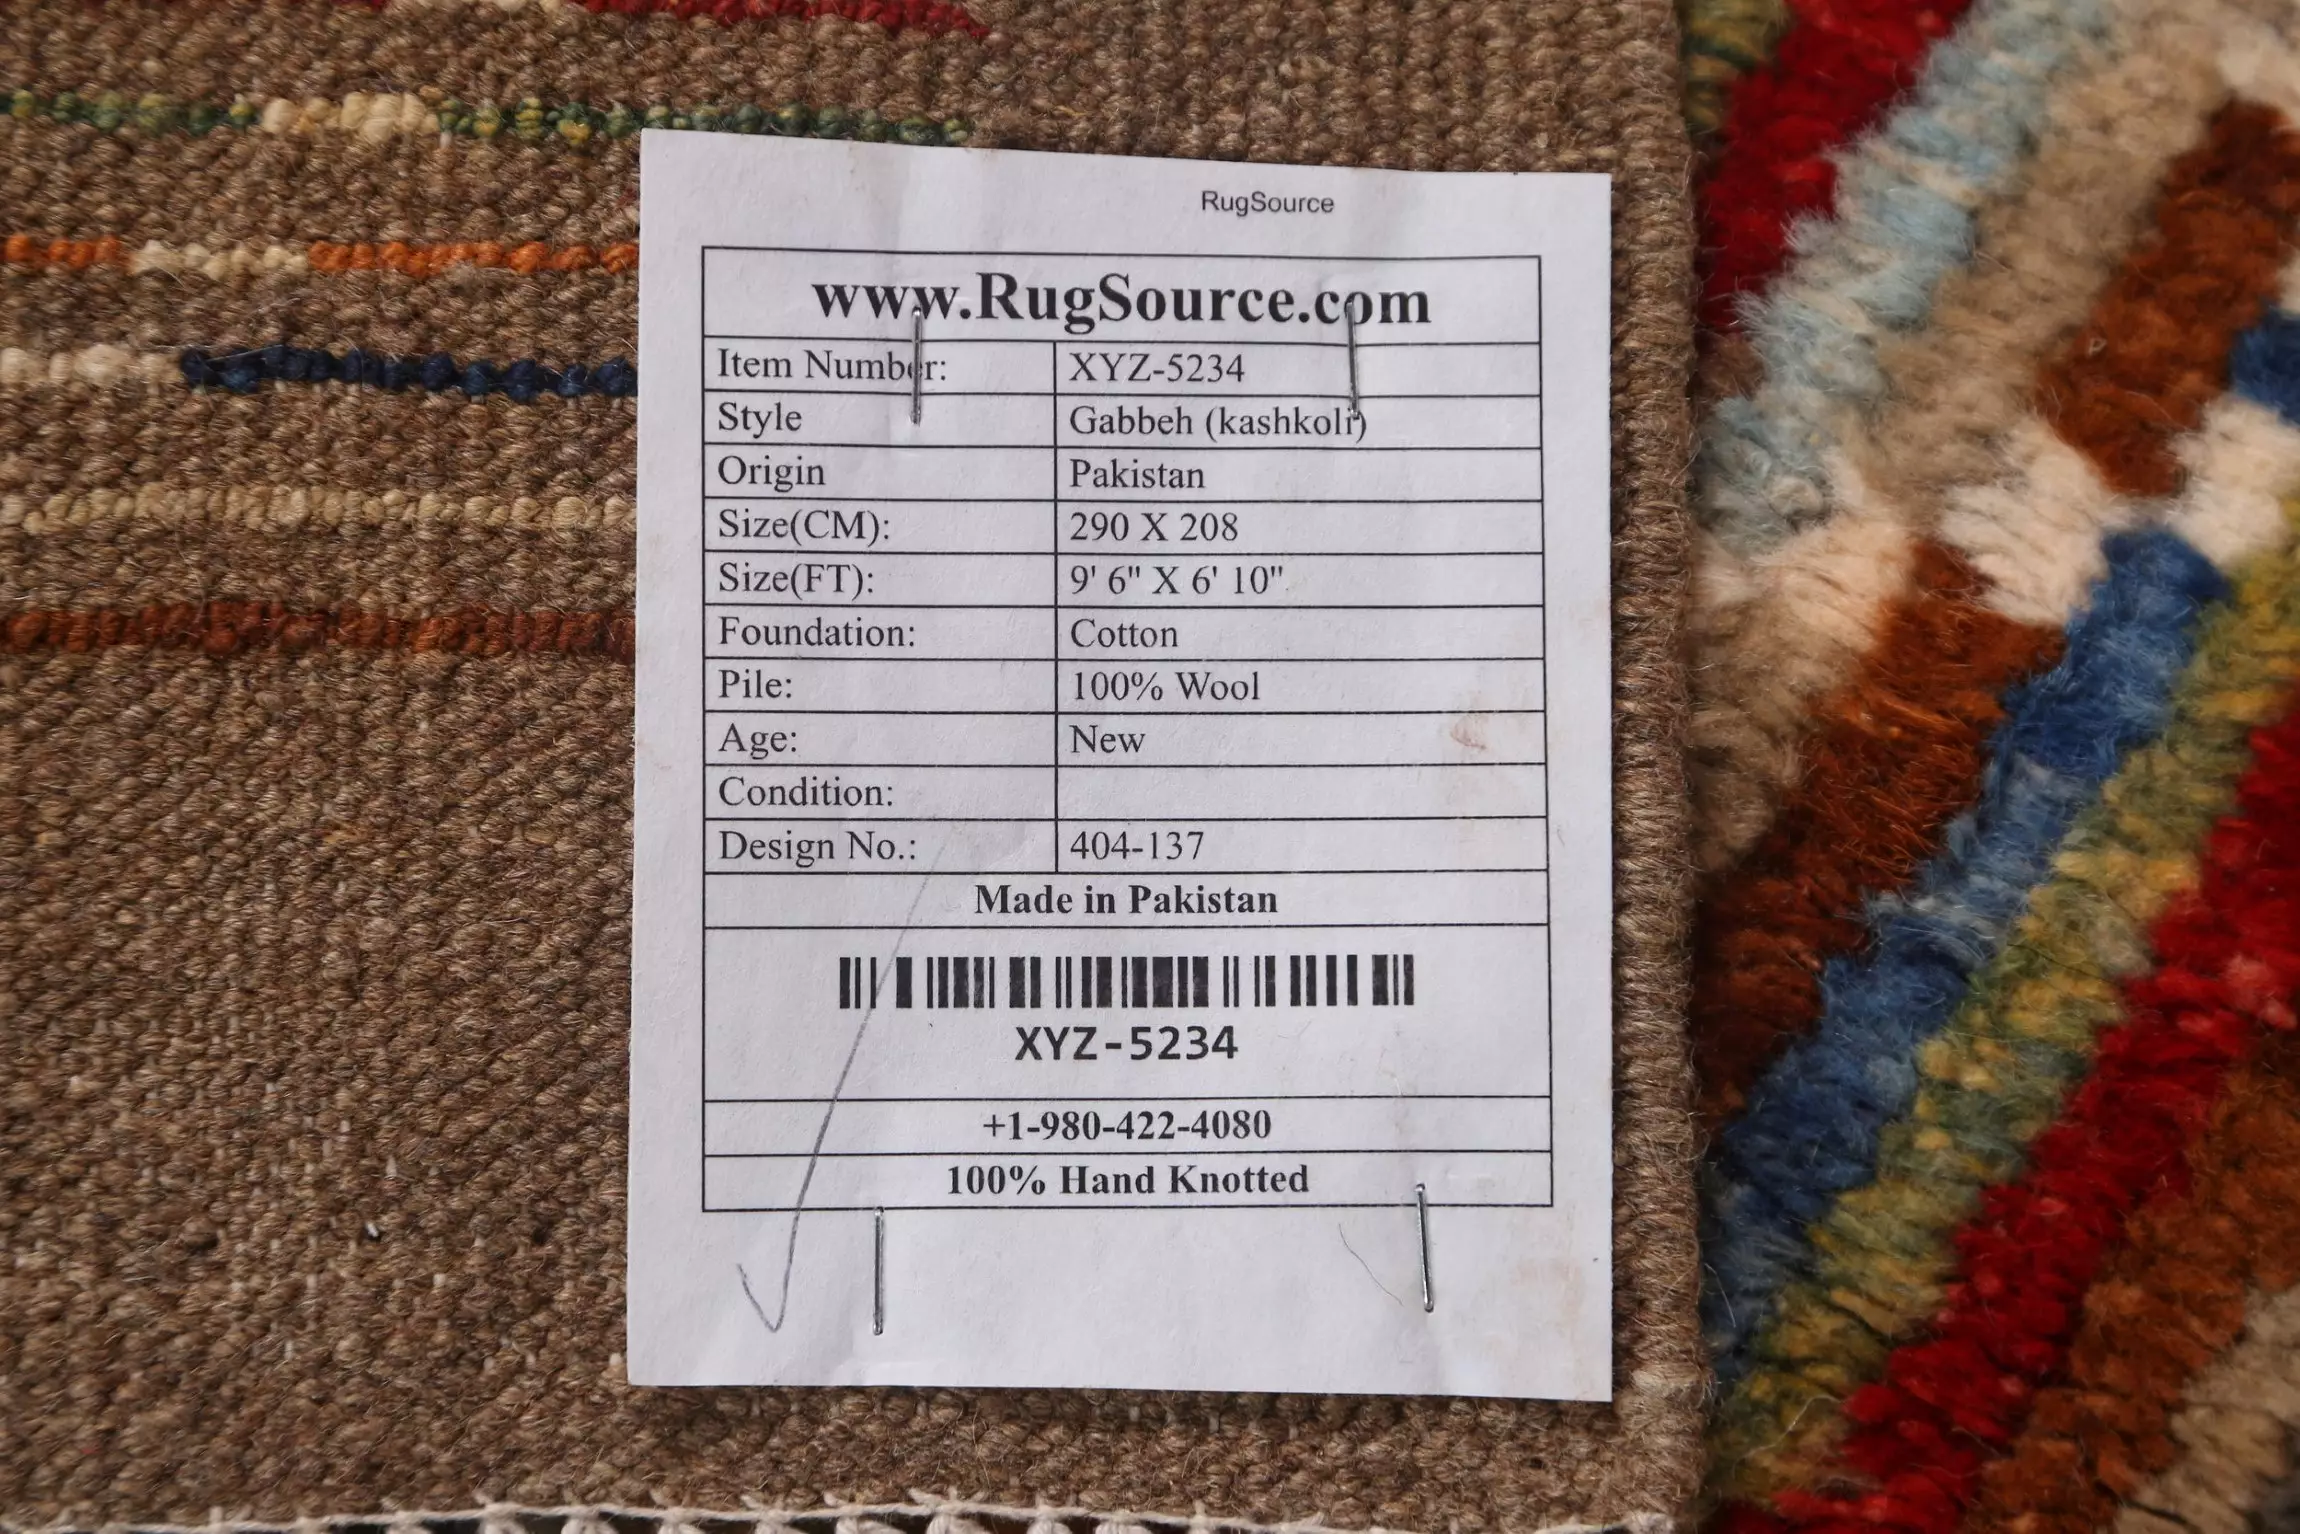 RugSource
www.RugSource.com
Item Number: XYZ-5234
Style Gabbeh (kashkoli)
Origin Pakistan
Size(CM): 290 X 208
Size(FT): 9' 6" X 6' 10"
Foundation: Cotton
Pile: 100% Wool
Age: New
Condition:
Design No.: 404-137
Made in Pakistan
XYZ-5234
+1-980-422-4080
100% Hand Knotted